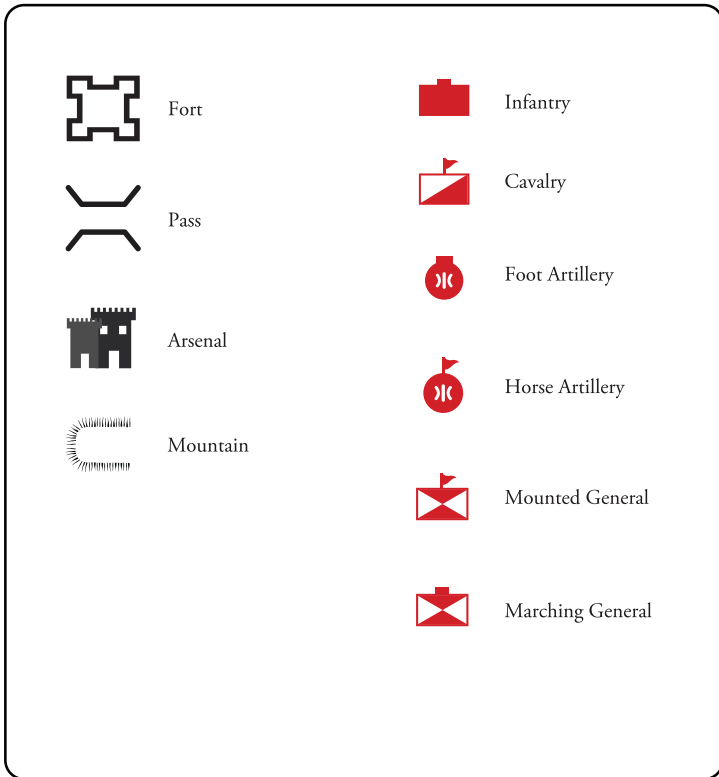 Fort
Pass
Arsenal
Mountain
Infantry
Cavalry
Foot Artillery
Horse Artillery
Mounted General
Marching General